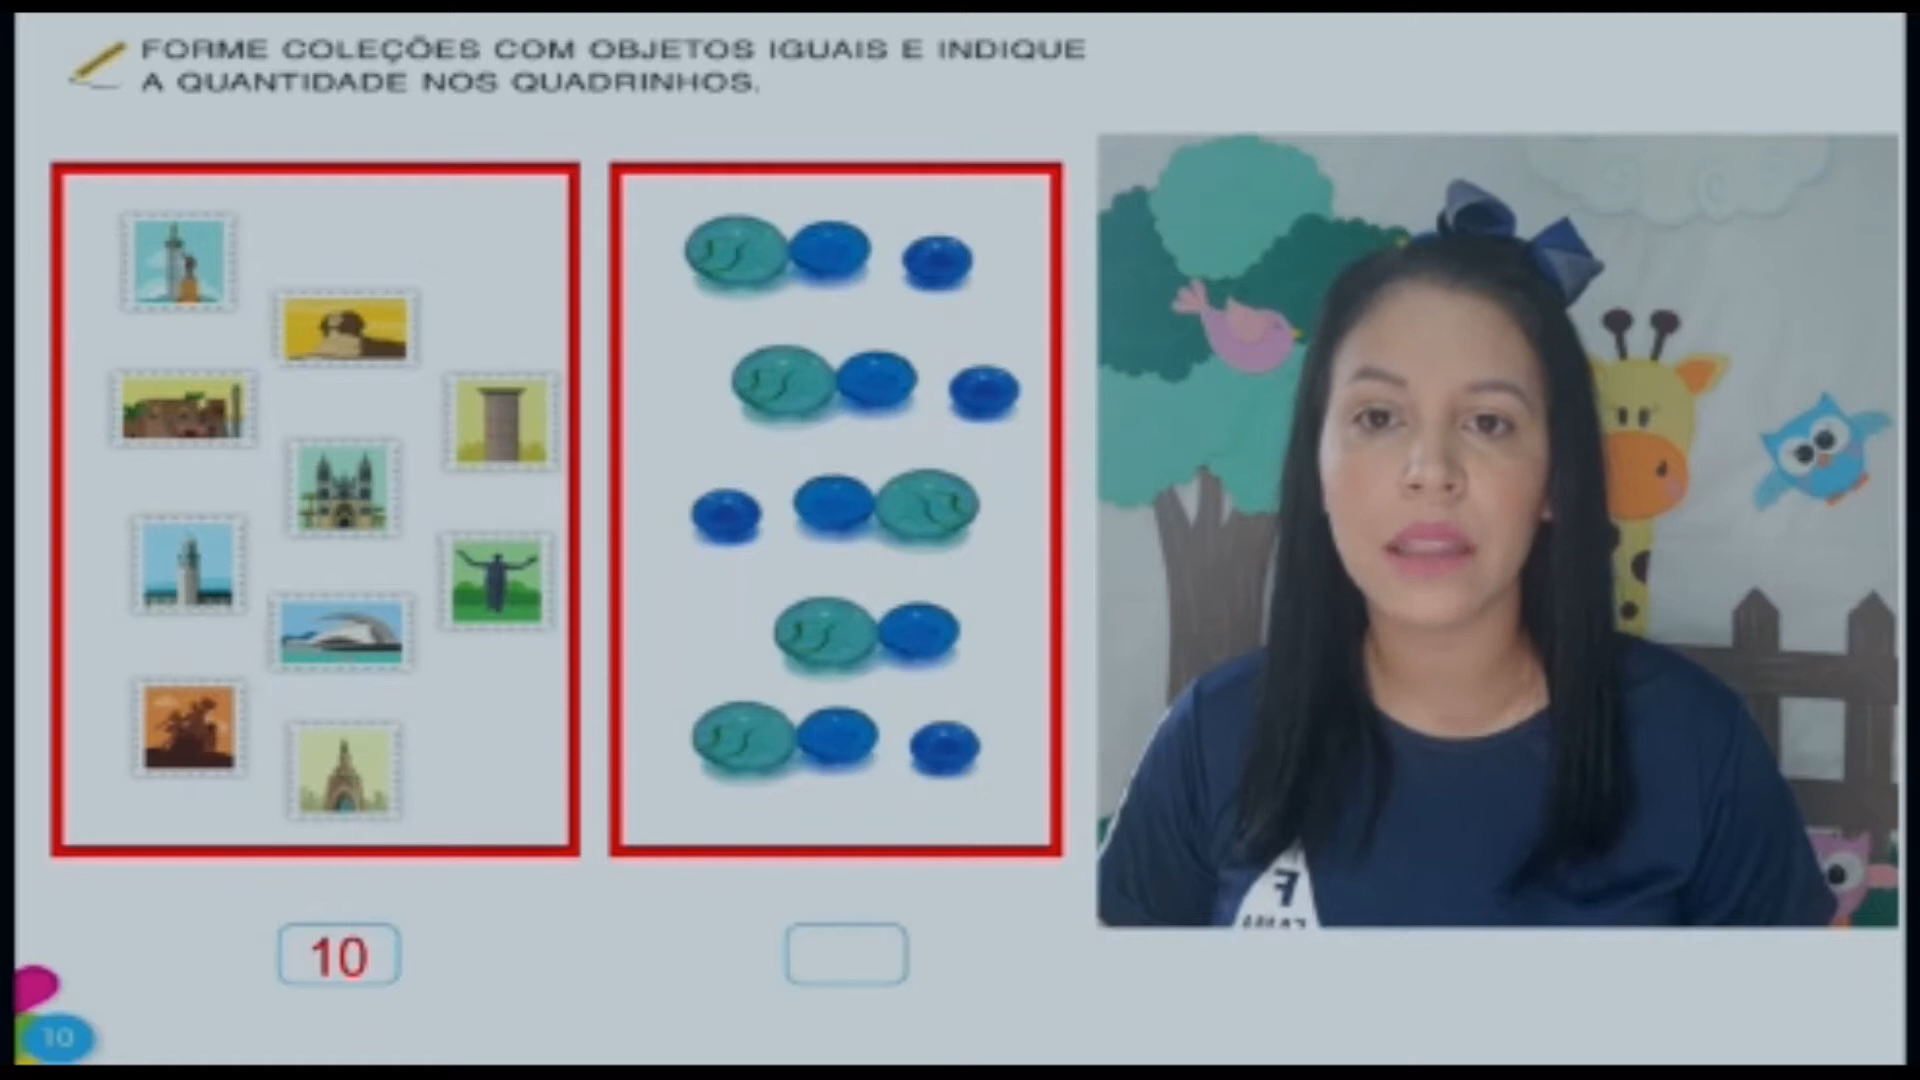 FORME COLEÇÕES COM OBJETOS IGUAIS E INDIQUE
A QUANTIDADE NOS QUADRINHOS.
10
10